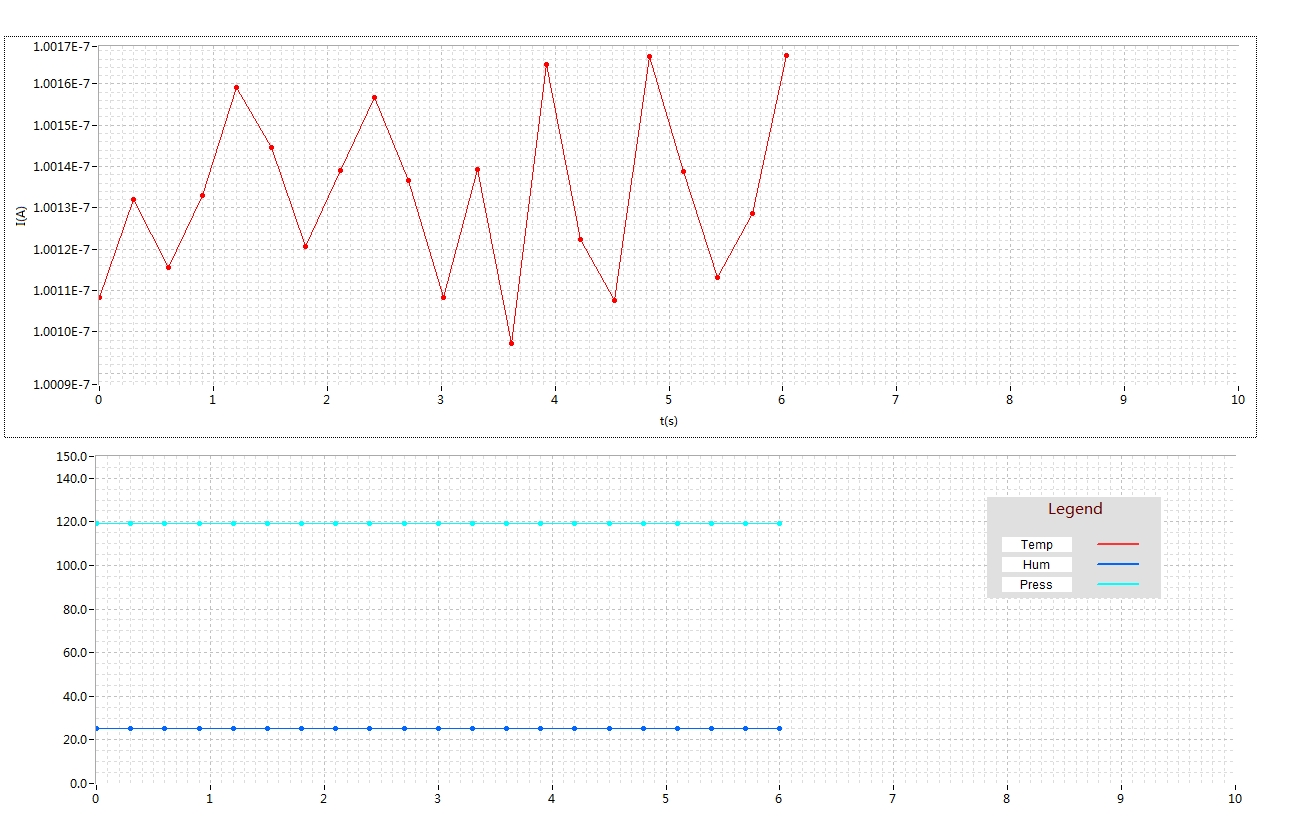 1.0017E-7
1.0016E-7
1.0015E-7
1.0014E-7
1.0013E-7
1.0012E-7
1.0011E-7
1.0010E-7
1.0009E-7
I(A)
0 1 2 3 4 5 6 7 8 9 10
t(s)
150.0
140.0
120.0
100.0
80.0
60.0
40.0
20.0
0.0
Legend
Temp
Hum
Press
0 1 2 3 4 5 6 7 8 9 10